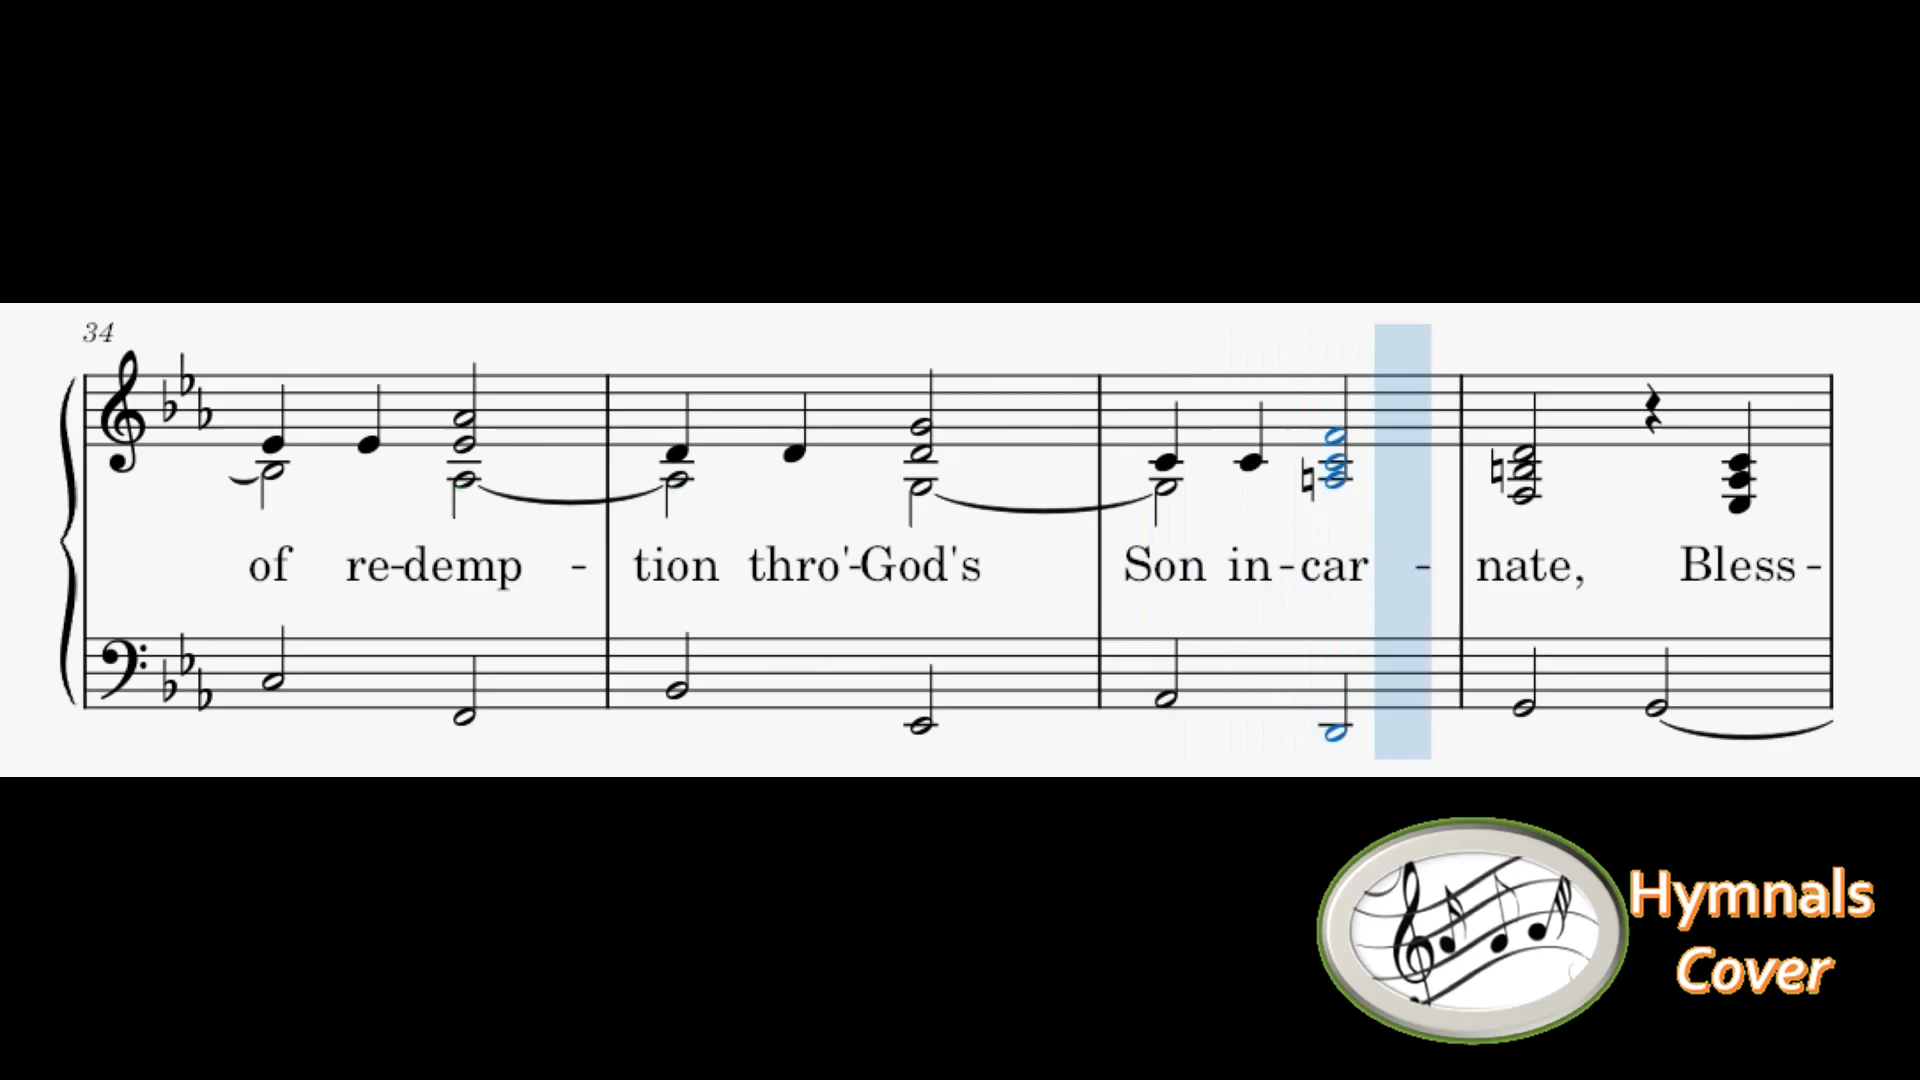 34
of re-demp - tion thro'-God's Son in-car - nate, Bless-
Hymnals
Cover